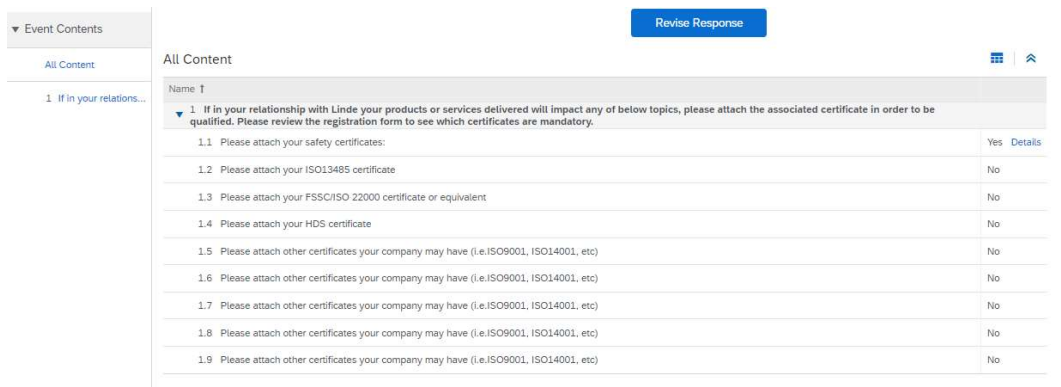 Revise Response
▼ Event Contents
All Content
1 If in your relations...
All Content
Name ↑
▼ 1 If in your relationship with Linde your products or services delivered will impact any of below topics, please attach the associated certificate in order to be
qualified. Please review the registration form to see which certificates are mandatory.
1.1 Please attach your safety certificates: Yes Details
1.2 Please attach your ISO13485 certificate No
1.3 Please attach your FSSC/ISO 22000 certificate or equivalent No
1.4 Please attach your HDS certificate No
1.5 Please attach other certificates your company may have (i.e.ISO9001, ISO14001, etc) No
1.6 Please attach other certificates your company may have (i.e.ISO9001, ISO14001, etc) No
1.7 Please attach other certificates your company may have (i.e.ISO9001, ISO14001, etc) No
1.8 Please attach other certificates your company may have (i.e.ISO9001, ISO14001, etc) No
1.9 Please attach other certificates your company may have (i.e.ISO9001, ISO14001, etc) No